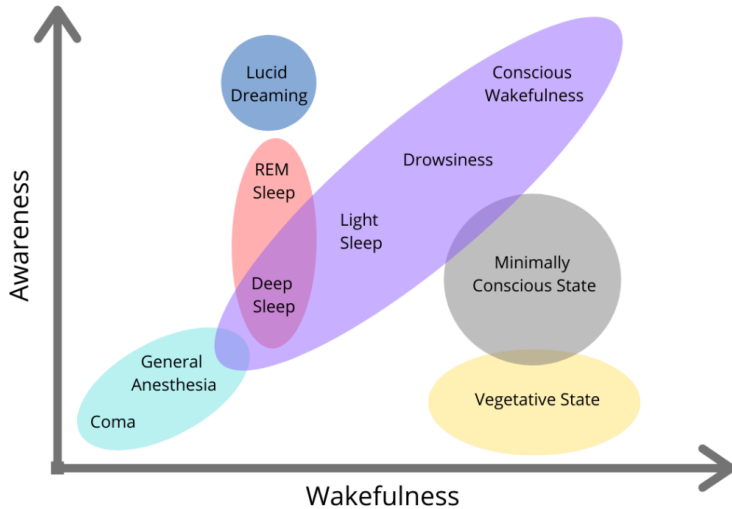 Lucid
Dreaming
Conscious
Wakefulness
REM
Sleep
Drowsiness
Light
Sleep
Deep
Sleep
Minimally
Conscious State
General
Anesthesia
Coma
Vegetative State
Awareness
Wakefulness